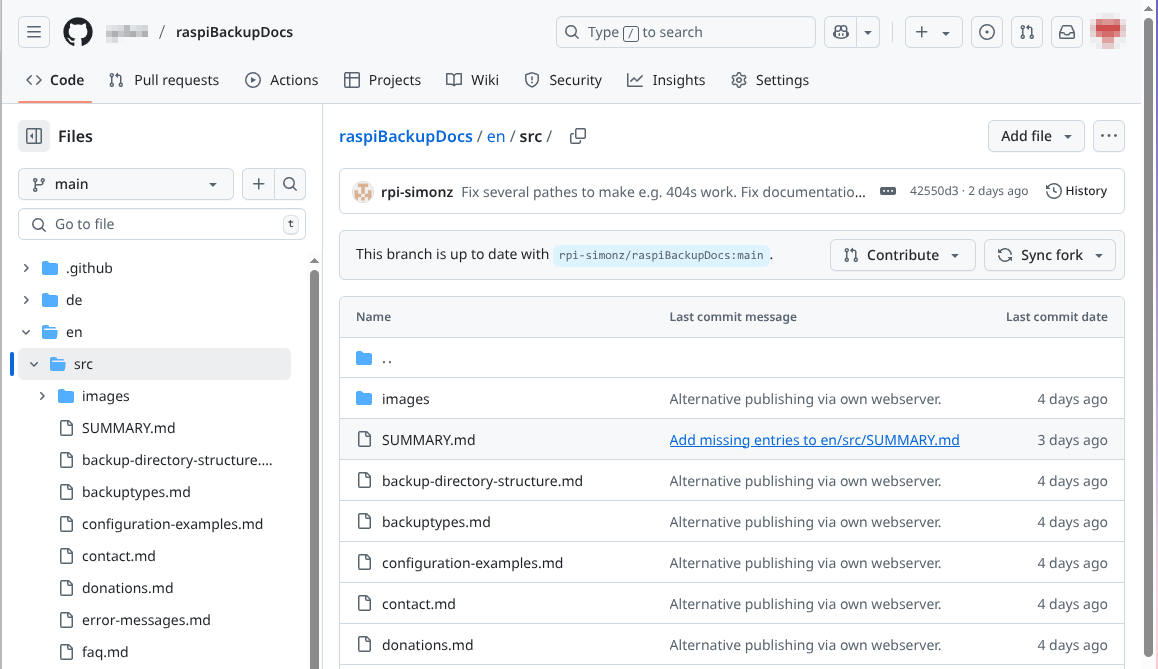 / raspiBackupDocs
Type / to search
Code
Pull requests
Actions
Projects
Wiki
Security
Insights
Settings
Files
main
Go to file
t
.github
de
en
src
images
SUMMARY.md
backup-directory-structure....
backuptypes.md
configuration-examples.md
contact.md
donations.md
error-messages.md
faq.md
raspiBackupDocs / en / src /
Add file
rpi-simonz Fix several pathes to make e.g. 404s work. Fix documentatio... 42550d3 · 2 days ago History
This branch is up to date with rpi-simonz/raspiBackupDocs:main .
Contribute
Sync fork
Name Last commit message Last commit date
..
images Alternative publishing via own webserver. 4 days ago
SUMMARY.md Add missing entries to en/src/SUMMARY.md 3 days ago
backup-directory-structure.md Alternative publishing via own webserver. 4 days ago
backuptypes.md Alternative publishing via own webserver. 4 days ago
configuration-examples.md Alternative publishing via own webserver. 4 days ago
contact.md Alternative publishing via own webserver. 4 days ago
donations.md Alternative publishing via own webserver. 4 days ago